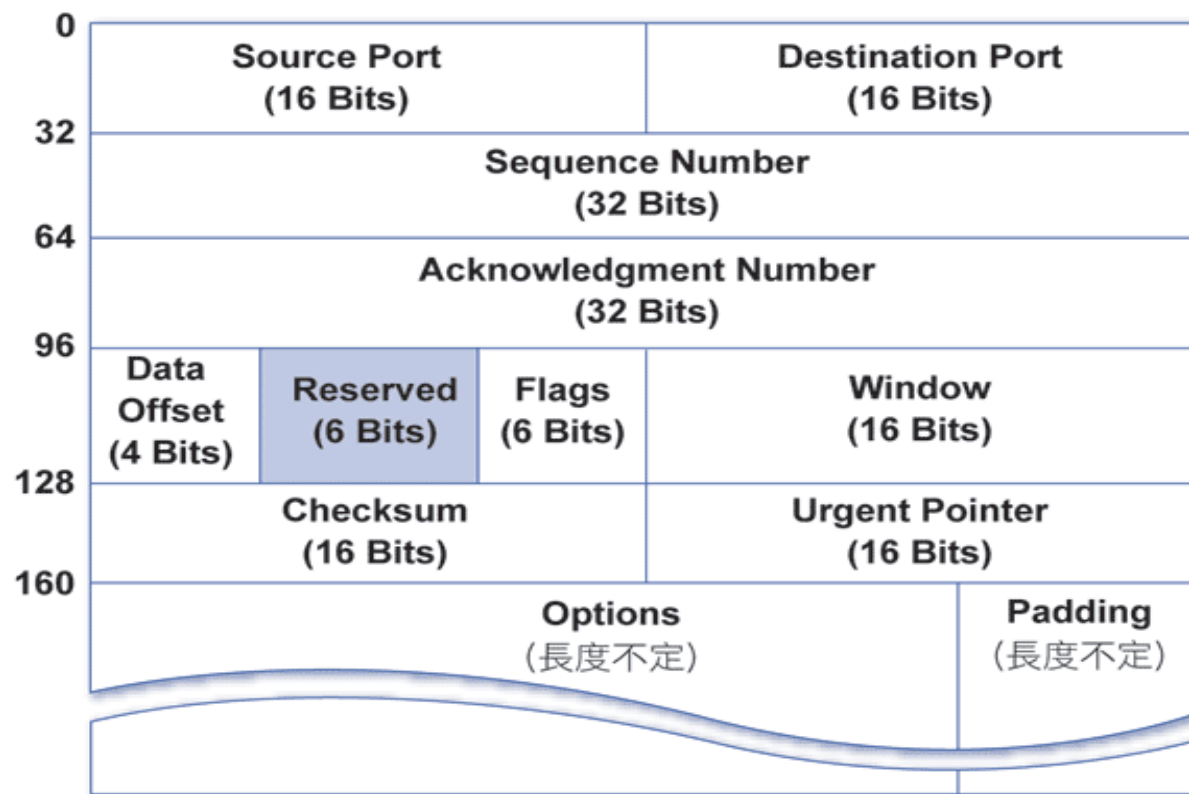 0
Source Port
(16 Bits)
Destination Port
(16 Bits)
32
Sequence Number
(32 Bits)
64
Acknowledgment Number
(32 Bits)
96
Data
Offset
(4 Bits)
Reserved
(6 Bits)
Flags
(6 Bits)
Window
(16 Bits)
128
Checksum
(16 Bits)
Urgent Pointer
(16 Bits)
160
Options
(長度不定)
Padding
(長度不定)